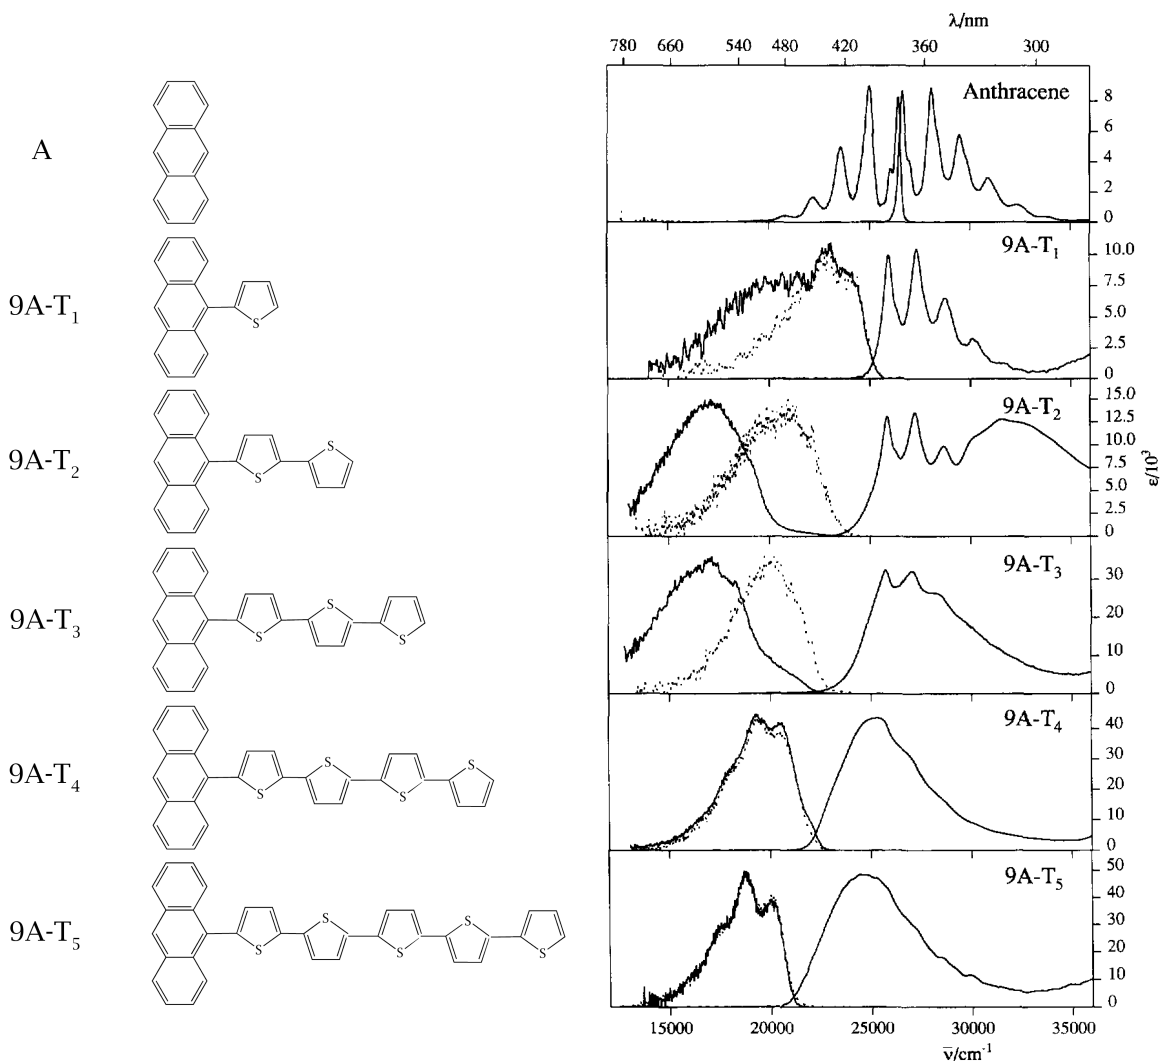 λ/nm
780 660 540 480 420 360 300
A
Anthracene
8
6
4
2
0
9A-T₁
S
9A-T₁
10.0
7.5
5.0
2.5
0
9A-T₂
S
S
9A-T₂
15.0
12.5
10.0
7.5
5.0
2.5
0
ε/10³
9A-T₃
S
S
S
9A-T₃
30
20
10
0
9A-T₄
S
S
S
S
9A-T₄
40
30
20
10
0
9A-T₅
S
S
S
S
S
9A-T₅
50
40
30
20
10
0
15000 20000 25000 30000 35000
ν̄/cm⁻¹